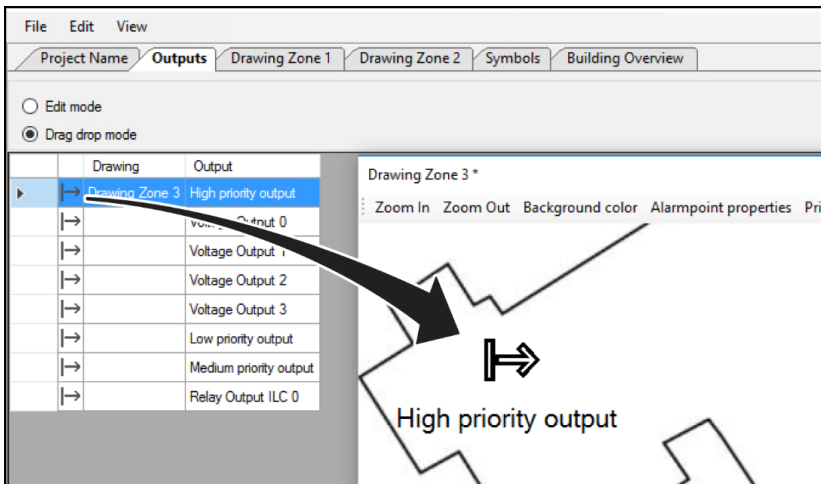 File Edit View
Project Name Outputs Drawing Zone 1 Drawing Zone 2 Symbols Building Overview
Edit mode
Drag drop mode
Drawing Output
Drawing Zone 3 High priority output
Voltage Output 0
Voltage Output 1
Voltage Output 2
Voltage Output 3
Low priority output
Medium priority output
Relay Output ILC 0
Drawing Zone 3 *
Zoom In Zoom Out Background color Alarmpoint properties
High priority output